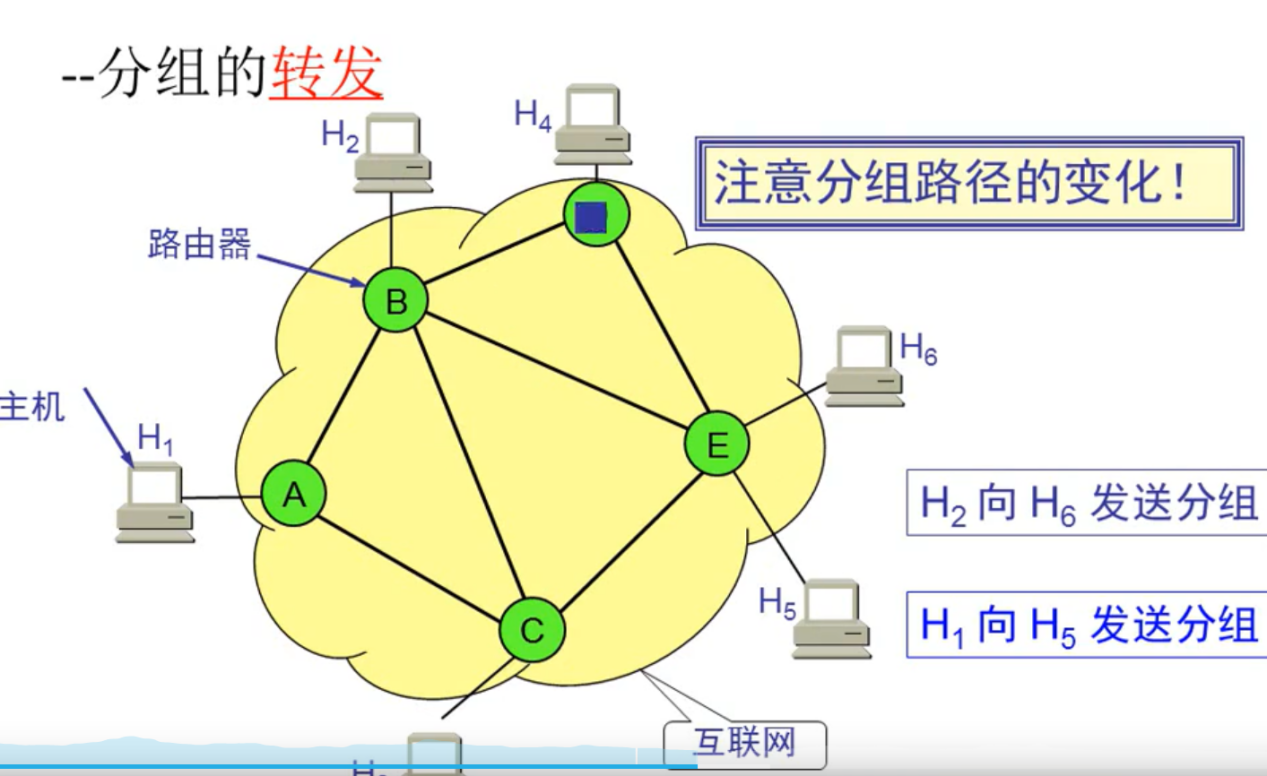 --分组的转发
H₂
H₄
注意分组路径的变化！
路由器
B
H₆
主机
H₁
E
A
H₂ 向 H₆ 发送分组
H₅
H₁ 向 H₅ 发送分组
C
互联网